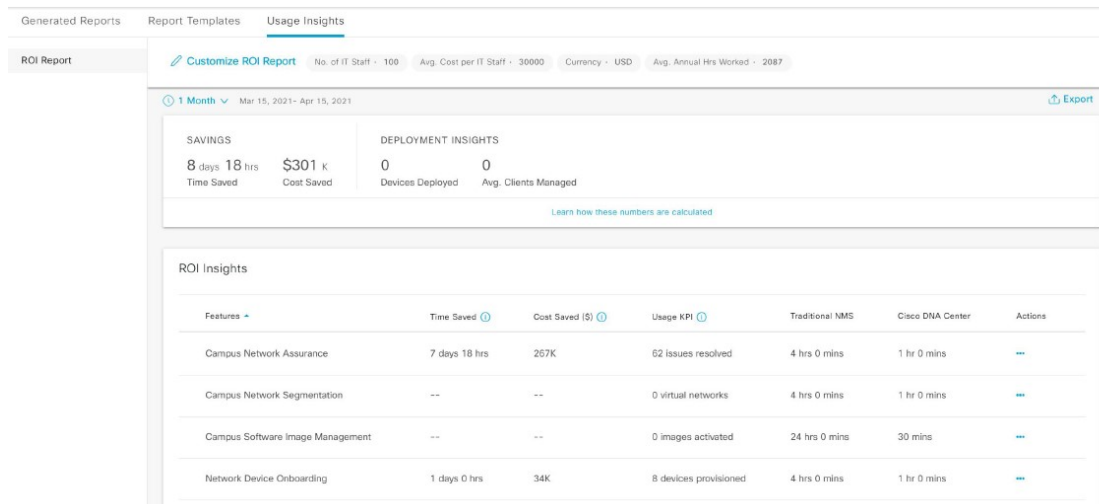 Generated Reports Report Templates Usage Insights
ROI Report
Customize ROI Report No. of IT Staff - 100 Avg. Cost per IT Staff - 30000 Currency - USD Avg. Annual Hrs Worked - 2087
1 Month Mar 15, 2021- Apr 15, 2021 Export
SAVINGS DEPLOYMENT INSIGHTS
8 days 18 hrs $301 K 0 0
Time Saved Cost Saved Devices Deployed Avg. Clients Managed
Learn how these numbers are calculated
ROI Insights
Features Time Saved Cost Saved ($) Usage KPI Traditional NMS Cisco DNA Center Actions
Campus Network Assurance 7 days 18 hrs 267K 62 issues resolved 4 hrs 0 mins 1 hr 0 mins ...
Campus Network Segmentation -- -- 0 virtual networks 4 hrs 0 mins 1 hr 0 mins ...
Campus Software Image Management -- -- 0 images activated 24 hrs 0 mins 30 mins ...
Network Device Onboarding 1 days 0 hrs 34K 8 devices provisioned 4 hrs 0 mins 1 hr 0 mins ...